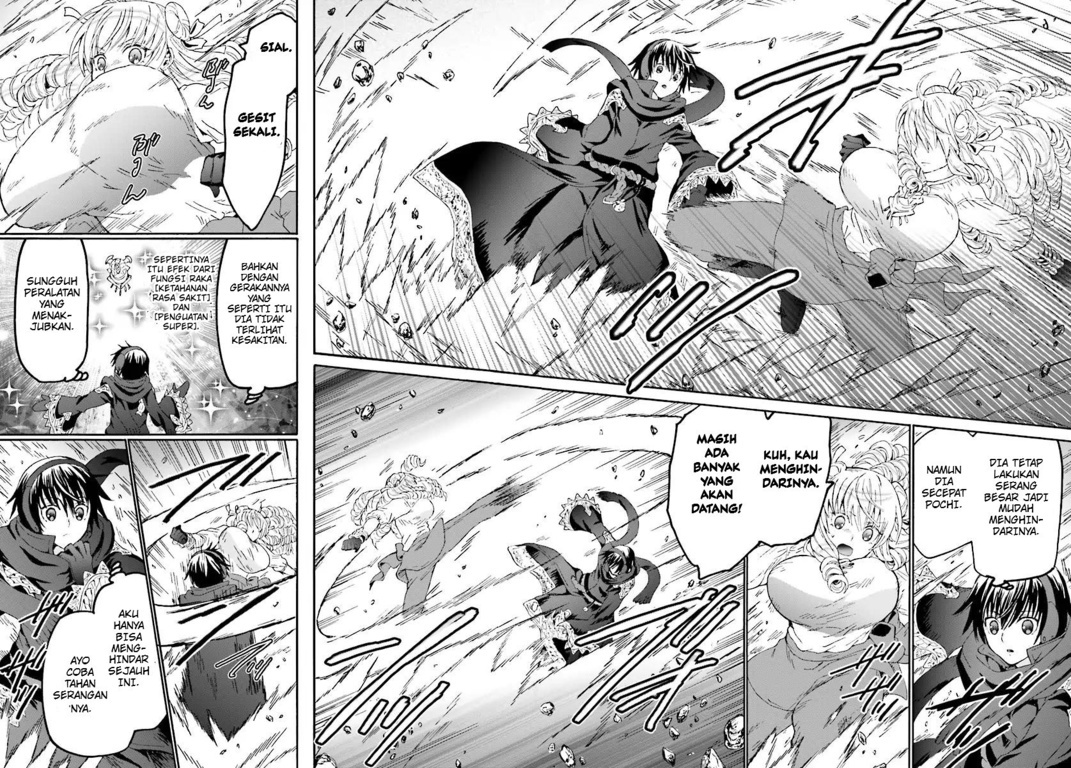 DIA TETAP
LAKUKAN
SERANG
BESAR JADI
MUDAH
MENGHIN-
DARINYA.
NAMUN
DIA
SECEPAT
POCHI.
KUH, KAU
MENGHIN-
DARINYA.
MASIH
ADA
BANYAK
YANG
AKAN
DATANG!
SIAL.
GESIT
SEKALI.
BAHKAN
DENGAN
GERAKANNYA
YANG
SEPERTI ITU
DIA TIDAK
TERLIHAT
KESAKITAN.
SEPERTINYA
ITU EFEK DARI
FUNGSI RAKA
[KETAHANAN
RASA SAKIT]
DAN
[PENGUATAN
SUPER].
SUNGGUH
PERALATAN
YANG
MENAK-
JUBKAN.
AKU
HANYA
BISA
MENG-
HINDAR
SEJAUH
INI.
AYO
COBA
TAHAN
SERANGAN
'NYA.